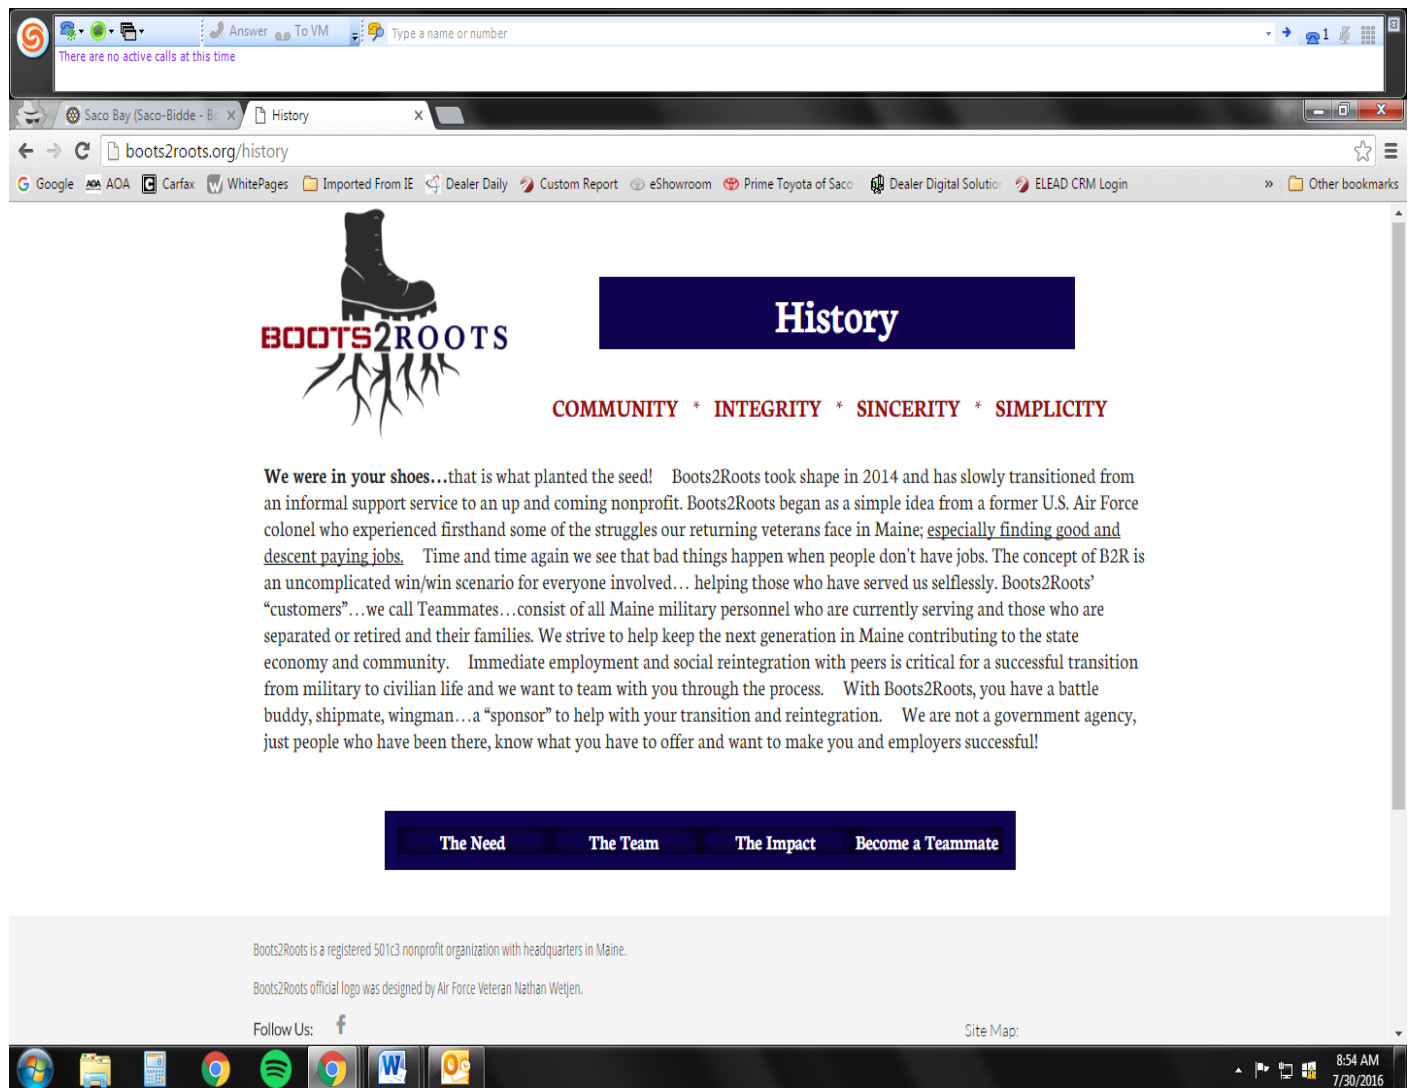 Answer To VM Type a name or number 1
There are no active calls at this time
Saco Bay (Saco-Bidde - Bc History
boots2roots.org/history
Google AOA Carfax WhitePages Imported From IE Dealer Daily Custom Report eShowroom Prime Toyota of Saco Dealer Digital Solution ELEAD CRM Login » Other bookmarks
BOOTS2ROOTS
History
COMMUNITY * INTEGRITY * SINCERITY * SIMPLICITY
We were in your shoes...that is what planted the seed! Boots2Roots took shape in 2014 and has slowly transitioned from
an informal support service to an up and coming nonprofit. Boots2Roots began as a simple idea from a former U.S. Air Force
colonel who experienced firsthand some of the struggles our returning veterans face in Maine; especially finding good and
descent paying jobs. Time and time again we see that bad things happen when people don't have jobs. The concept of B2R is
an uncomplicated win/win scenario for everyone involved… helping those who have served us selflessly. Boots2Roots’
“customers”…we call Teammates…consist of all Maine military personnel who are currently serving and those who are
separated or retired and their families. We strive to help keep the next generation in Maine contributing to the state
economy and community. Immediate employment and social reintegration with peers is critical for a successful transition
from military to civilian life and we want to team with you through the process. With Boots2Roots, you have a battle
buddy, shipmate, wingman…a “sponsor” to help with your transition and reintegration. We are not a government agency,
just people who have been there, know what you have to offer and want to make you and employers successful!
The Need The Team The Impact Become a Teammate
Boots2Roots is a registered 501c3 nonprofit organization with headquarters in Maine.
Boots2Roots official logo was designed by Air Force Veteran Nathan Wetjen.
Follow Us: Site Map:
8:54 AM
7/30/2016